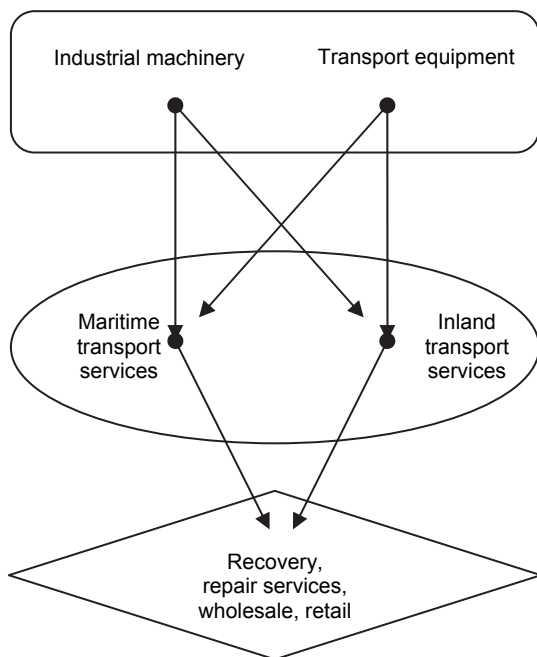 Industrial machinery
Transport equipment
Maritime
transport
services
Inland
transport
services
Recovery,
repair services,
wholesale, retail